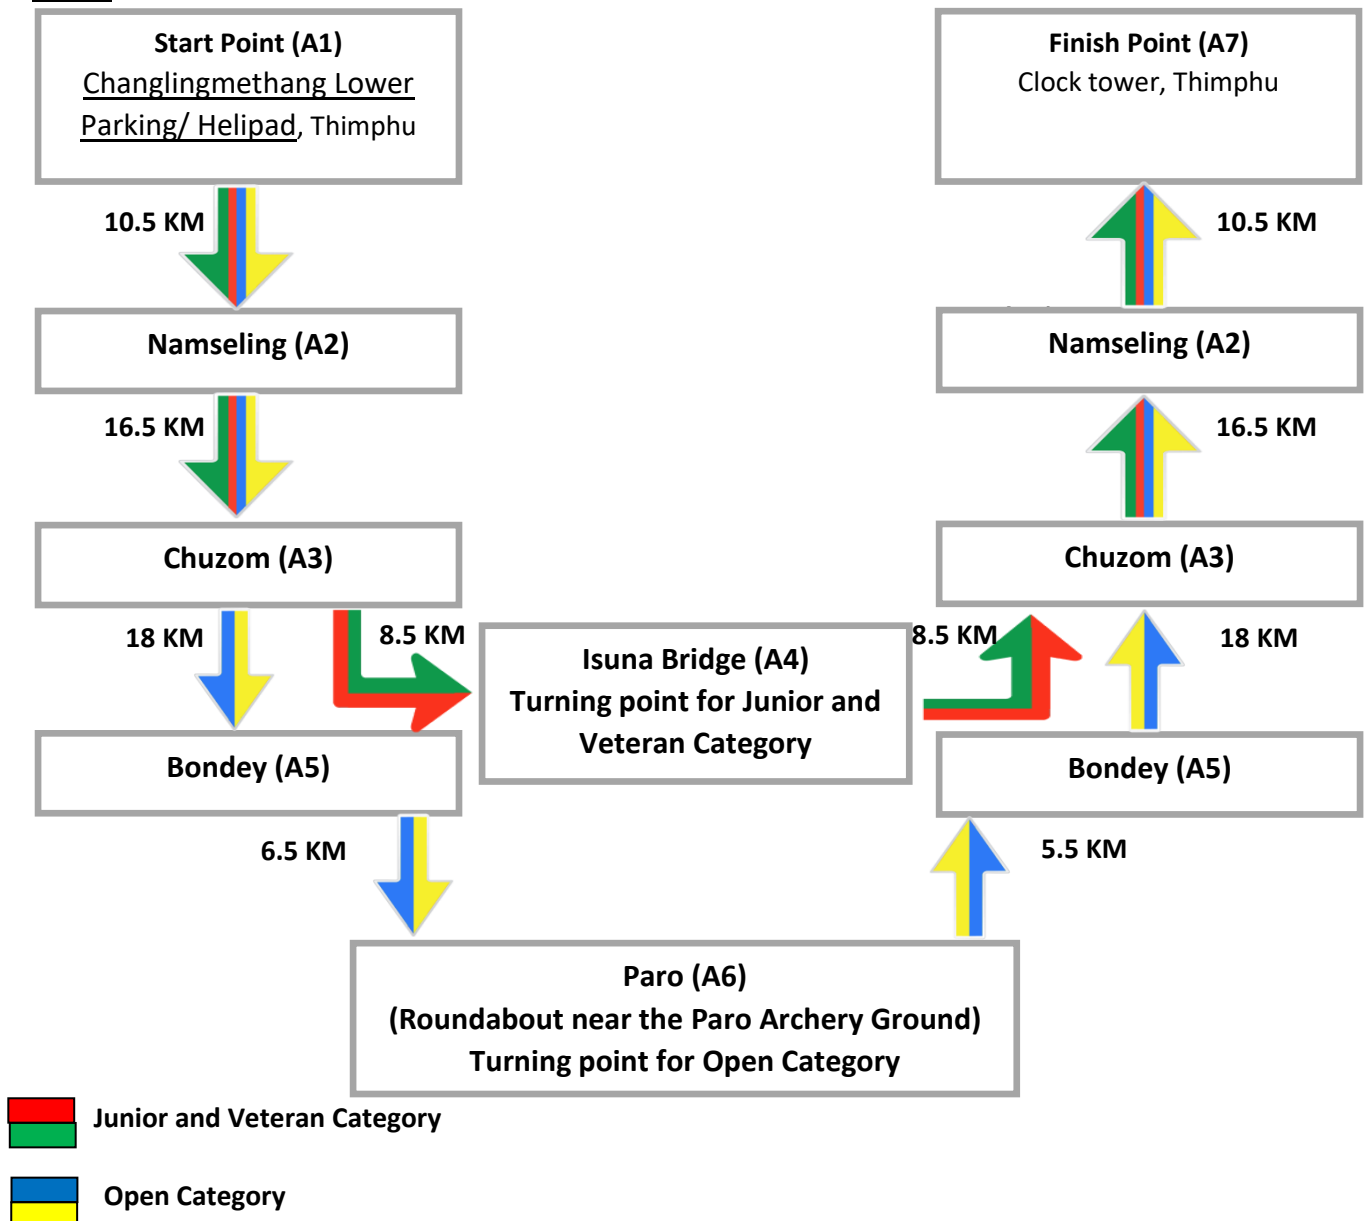 Start Point (A1)
Changlingmethang Lower
Parking/ Helipad, Thimphu
10.5 KM
Namseling (A2)
16.5 KM
Chuzom (A3)
18 KM
8.5 KM
Isuna Bridge (A4)
Turning point for Junior and
Veteran Category
Bondey (A5)
6.5 KM
Paro (A6)
(Roundabout near the Paro Archery Ground)
Turning point for Open Category
5.5 KM
Bondey (A5)
18 KM
8.5 KM
Chuzom (A3)
16.5 KM
Namseling (A2)
10.5 KM
Finish Point (A7)
Clock tower, Thimphu
Junior and Veteran Category
Open Category